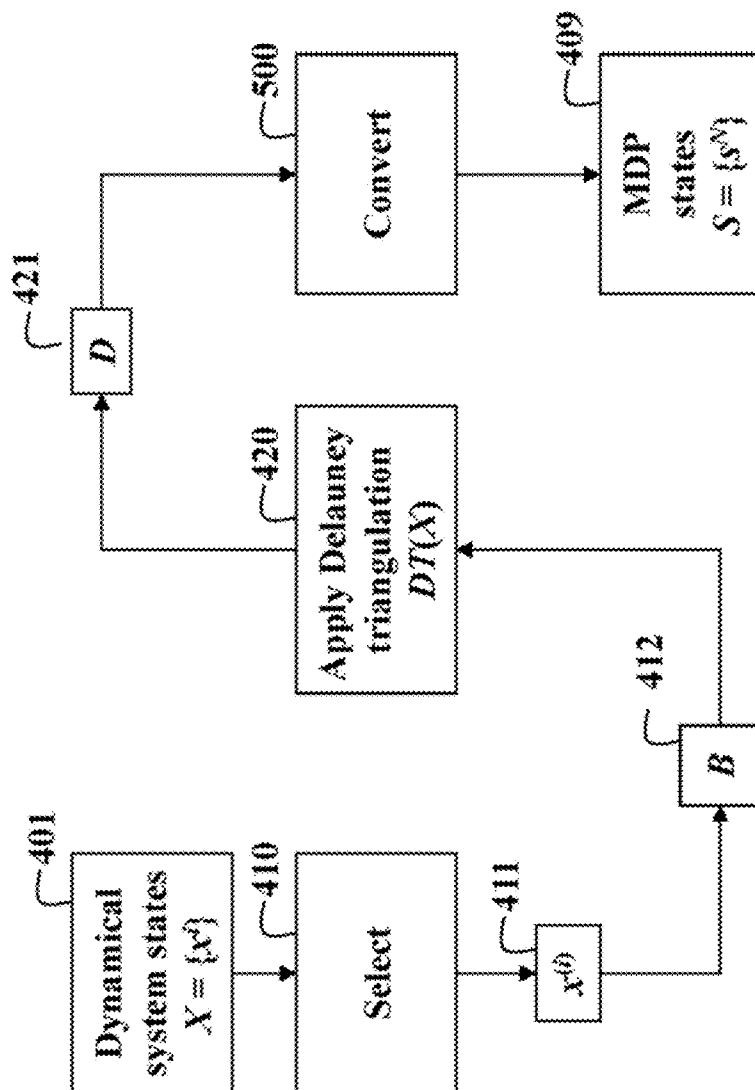 401
Dynamical
system states
X = {x^i}
410
Select
411
x^(i)
412
B
420
Apply Delauney
triangulation
DT(X)
421
D
500
Convert
409
MDP
states
S = {s^N}